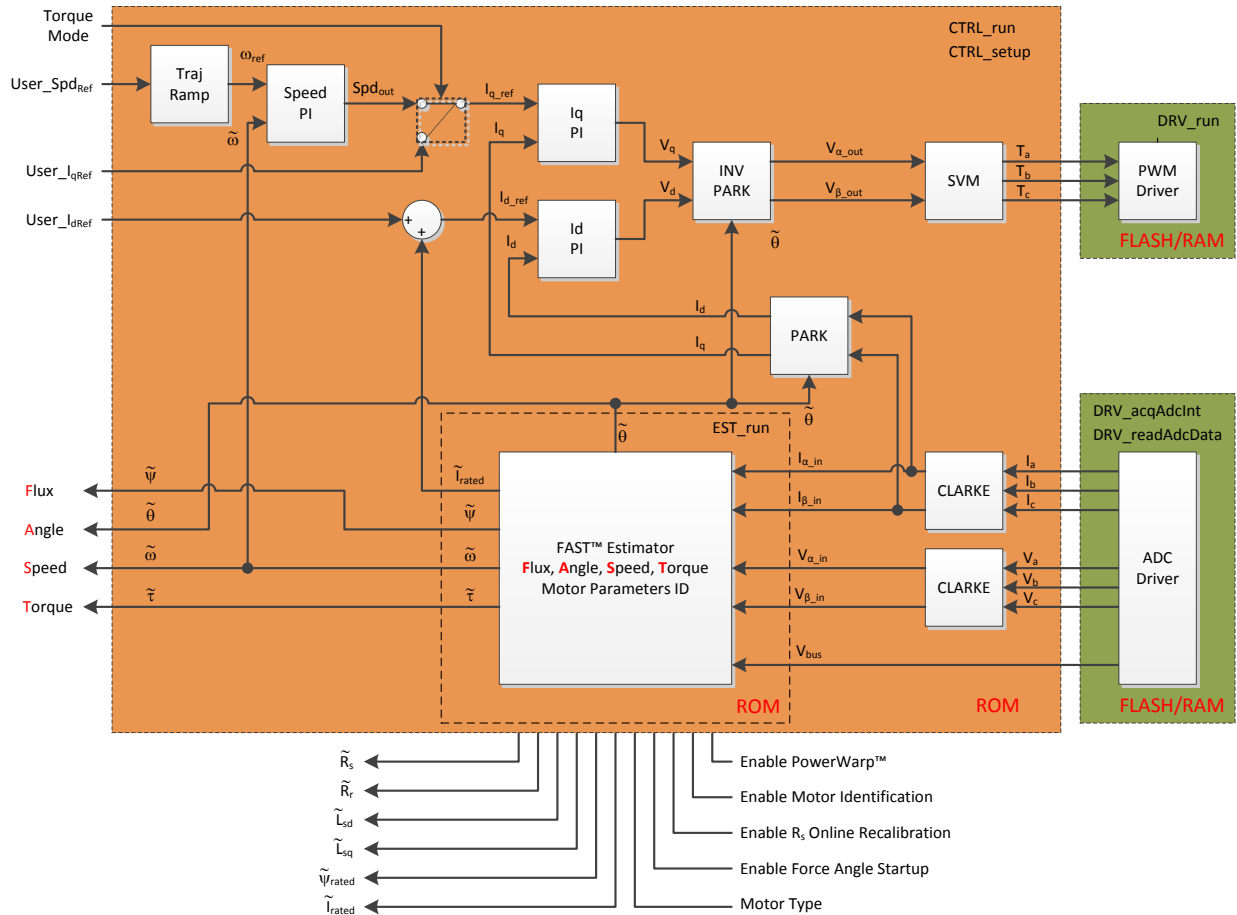 Torque
Mode
CTRL_run
CTRL_setup
User_SpdRef
Traj
Ramp
ωref
Speed
PI
Spdout
ω̃
Iq_ref
Iq
Iq
PI
Vq
Vd
INV
PARK
Vα_out
Vβ_out
SVM
Ta
Tb
Tc
DRV_run
PWM
Driver
FLASH/RAM
User_IqRef
User_IdRef
+
+
Id_ref
Id
Id
PI
θ̃
Id
Iq
PARK
θ̃
θ̃
EST_run
Ĩrated
ψ̃
ω̃
τ̃
FAST™ Estimator
Flux, Angle, Speed, Torque
Motor Parameters ID
ROM
Flux
ψ̃
Angle
θ̃
Speed
ω̃
Torque
τ̃
Iα_in
Iβ_in
Vα_in
Vβ_in
Vbus
CLARKE
CLARKE
Ia
Ib
Ic
Va
Vb
Vc
ROM
DRV_acqAdcInt
DRV_readAdcData
ADC
Driver
FLASH/RAM
R̃s
R̃r
L̃sd
L̃sq
ψ̃rated
Ĩrated
Enable PowerWarp™
Enable Motor Identification
Enable Rs Online Recalibration
Enable Force Angle Startup
Motor Type